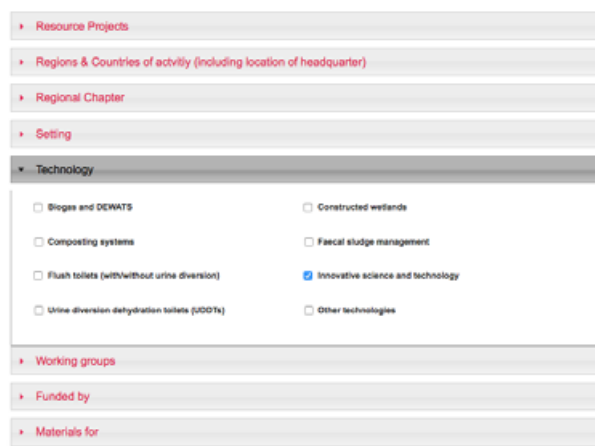 Resource Projects
Regions & Countries of actvitiy (including location of headquarter)
Regional Chapter
Setting
Technology
Biogas and DEWATS
Constructed wetlands
Composting systems
Faecal sludge management
Flush toilets (with/without urine diversion)
Innovative science and technology
Urine diversion dehydration toilets (UDDTs)
Other technologies
Working groups
Funded by
Materials for